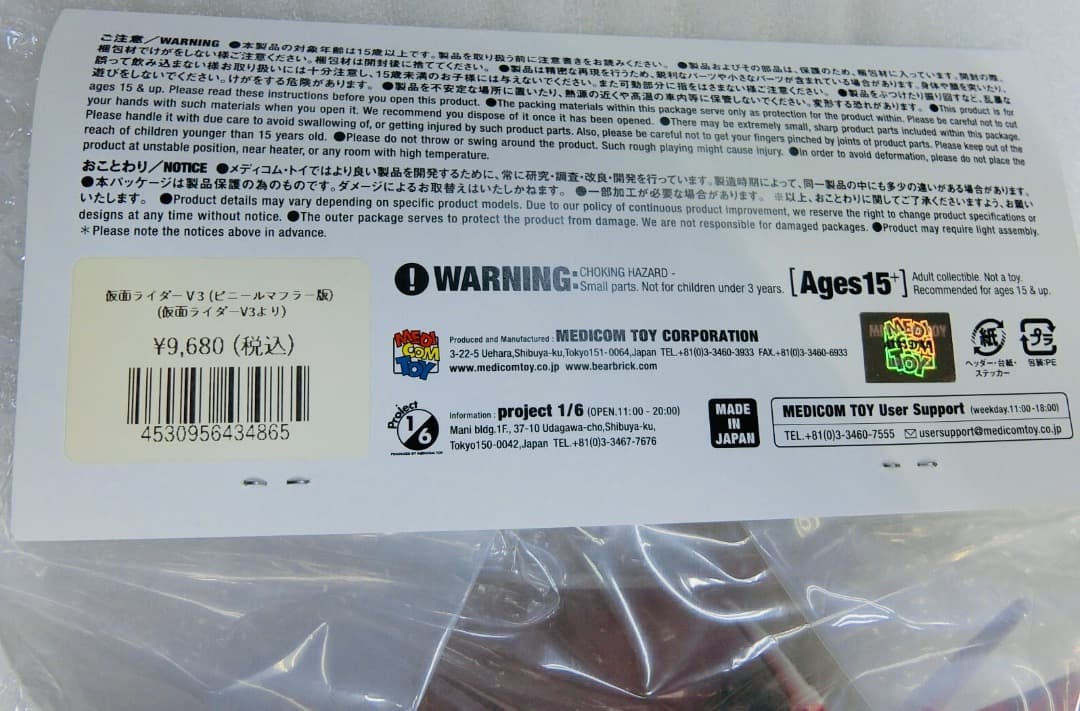 ご注意／WARNING ●本製品の対象年齢は15歳以上です。製品を取り扱う前に注意書きをお読みください。 ●製品およびその部品は、保護のため、梱包材に入っています。開封の際、
梱包材でけがをしない様ご注意ください。梱包材は開封後に捨ててください。 ●製品は精密な再現を行うため、鋭利なパーツや小さなパーツが含まれている場合があります。身体や膝を突いたり、
誤って飲み込まない様お取り扱いには十分注意し、15歳未満のお子様には与えないでください。また可動部分に指をはさまない様ご注意ください。 ●製品をぶつけたり振り回すなど、乱暴な
遊びをしないでください。けがをする危険があります。 ●製品を不安定な場所に置いたり、熱源の近くや高温の車内等に保管しないでください。変形する恐れがあります。 ●This product is for
ages 15 & up. Please read these instructions before you open this product. ●The packing materials within this package serve only as protection for the product within. Please be careful not to cut
your hands with such materials when you open it. We recommend you dispose of it once it has been opened. ●There may be extremely small, sharp product parts included within this package.
Please handle it with due care to avoid swallowing of, or getting injured by such product parts. Also, please be careful not to get your fingers pinched by joints of product parts. Please keep out of the
reach of children younger than 15 years old. ●Please do not throw or swing around the product. Such rough playing might cause injury. ●In order to avoid deformation, please do not place the
product at unstable position, near heater, or any room with high temperature.
おことわり／NOTICE ●メディコム・トイではより良い製品を開発するために、常に研究・調査・改良・開発を行っています。製造時期によって、同一製品の中にも多少の違いがある場合があります。
●本パッケージは製品保護の為のものです。ダメージによるお取替えはいたしかねます。 ●一部加工が必要な場合があります。 ※以上、おことわりに関してご了承くださいますよう、お願い
いたします。 ●Product details may vary depending on specific product models. Due to our policy of continuous product improvement, we reserve the right to change product specifications or
designs at any time without notice. ●The outer package serves to protect the product from damage. We are not responsible for damaged packages. ●Product may require light assembly.
＊Please note the notices above in advance.
仮面ライダーV3(ビニールマフラー版)
(仮面ライダーV3より)
¥9,680 (税込)
4530956434865
WARNING: CHOKING HAZARD -
Small parts. Not for children under 3 years.
[Ages15+]
Adult collectible. Not a toy.
Recommended for ages 15 & up.
MEDI
COM
TOY
Produced and Manufactured : MEDICOM TOY CORPORATION
3-22-5 Uehara,Shibuya-ku,Tokyo151-0064,Japan TEL.+81(0)3-3460-3933 FAX.+81(0)3-3460-6933
www.medicomtoy.co.jp www.bearbrick.com
MEDI
COM
TOY
紙
ヘッダー・台紙・
ステッカー
プラ
包装:PE
Project
1/6
PRODUCED BY MEDICOM TOY
Information : project 1/6 (OPEN.11:00 - 20:00)
Mani bldg.1F., 37-10 Udagawa-cho,Shibuya-ku,
Tokyo150-0042,Japan TEL.+81(0)3-3467-7676
MADE
IN
JAPAN
MEDICOM TOY User Support (weekday.11:00-18:00)
TEL.+81(0)3-3460-7555 usersupport@medicomtoy.co.jp